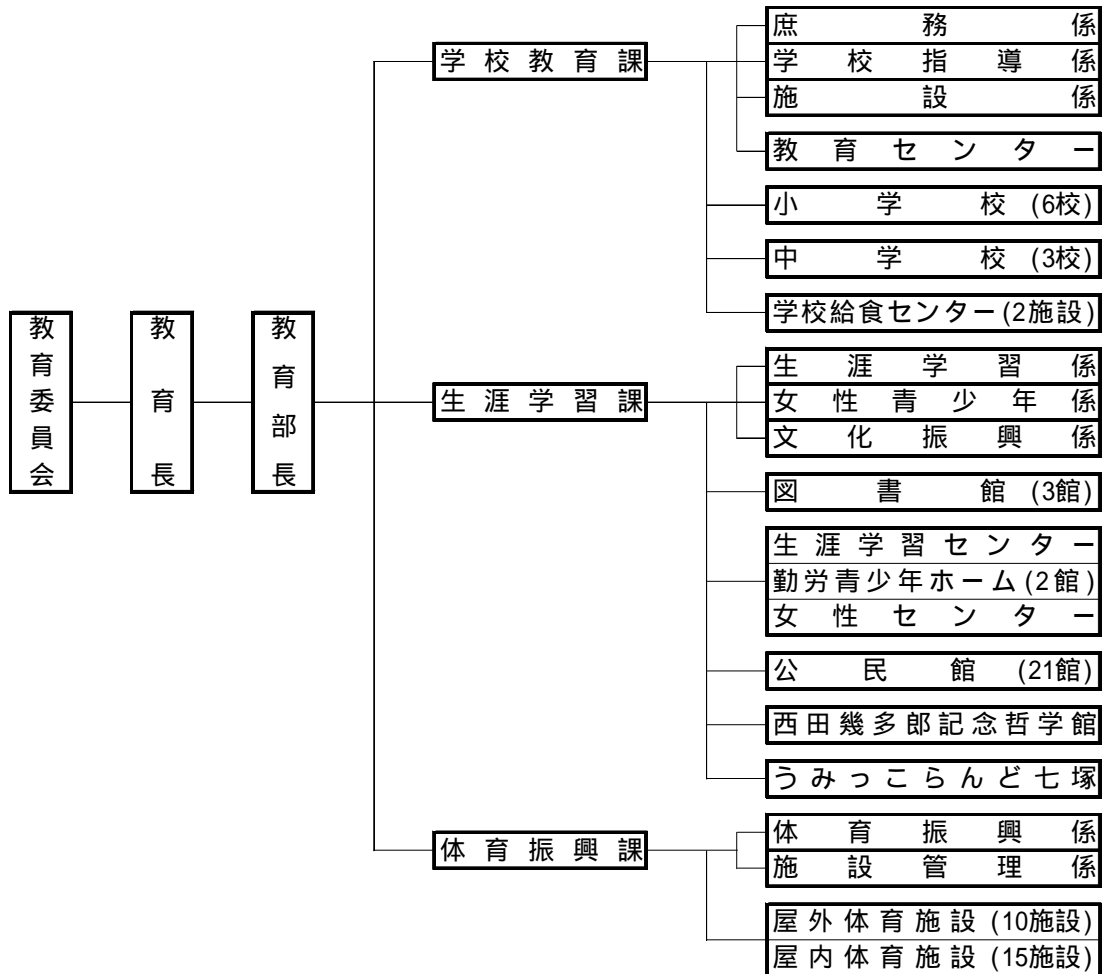 教育委員会
教育長
教育部長
学校教育課
庶務係
学校指導係
施設係
教育センター
小学校(6校)
中学校(3校)
学校給食センター(2施設)
生涯学習課
生涯学習係
女性青少年係
文化振興係
図書館(3館)
生涯学習センター
勤労青少年ホーム(2館)
女性センター
公民館(21館)
西田幾多郎記念哲学館
うみっこらんど七塚
体育振興課
体育振興係
施設管理係
屋外体育施設(10施設)
屋内体育施設(15施設)